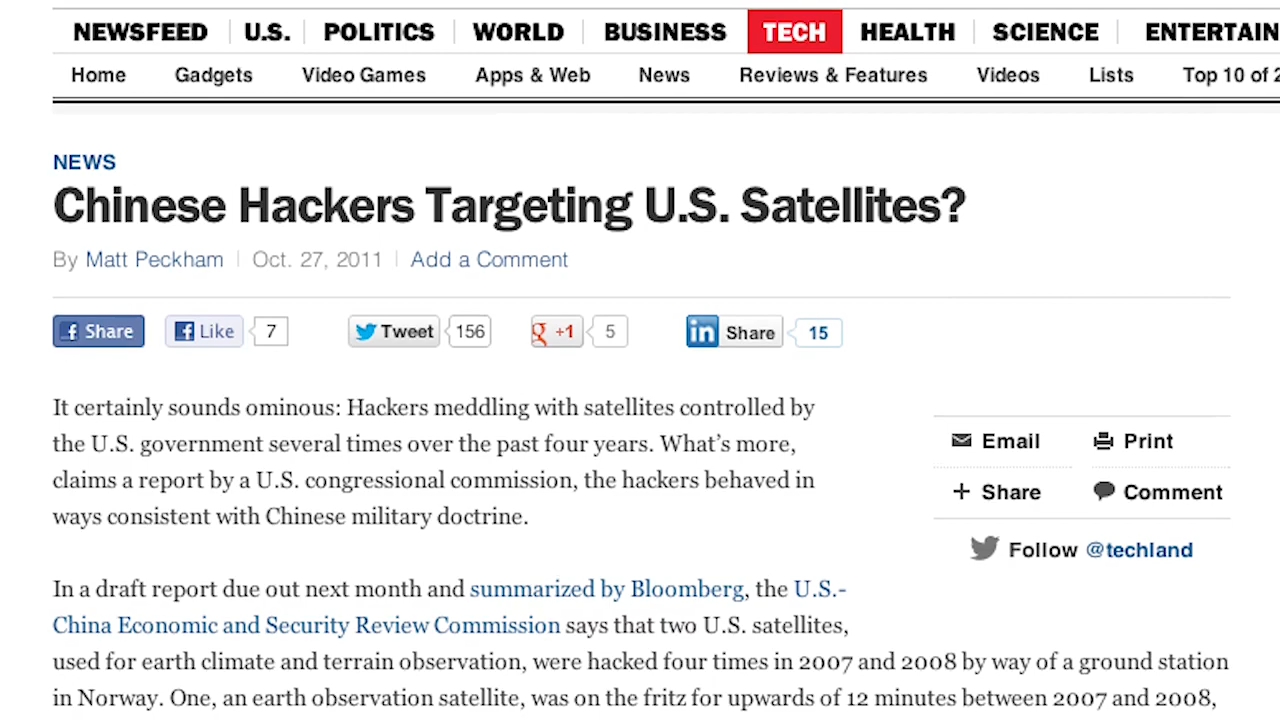 NEWSFEED U.S. POLITICS WORLD BUSINESS TECH HEALTH SCIENCE ENTERTAIN
Home Gadgets Video Games Apps & Web News Reviews & Features Videos Lists Top 10 of 2
NEWS
Chinese Hackers Targeting U.S. Satellites?
By Matt Peckham | Oct. 27, 2011 | Add a Comment
Share Like 7 Tweet 156 +1 5 in Share 15
It certainly sounds ominous: Hackers meddling with satellites controlled by
the U.S. government several times over the past four years. What's more,
claims a report by a U.S. congressional commission, the hackers behaved in
ways consistent with Chinese military doctrine.
Email Print
+ Share Comment
Follow @techland
In a draft report due out next month and summarized by Bloomberg, the U.S.-
China Economic and Security Review Commission says that two U.S. satellites,
used for earth climate and terrain observation, were hacked four times in 2007 and 2008 by way of a ground station
in Norway. One, an earth observation satellite, was on the fritz for upwards of 12 minutes between 2007 and 2008,